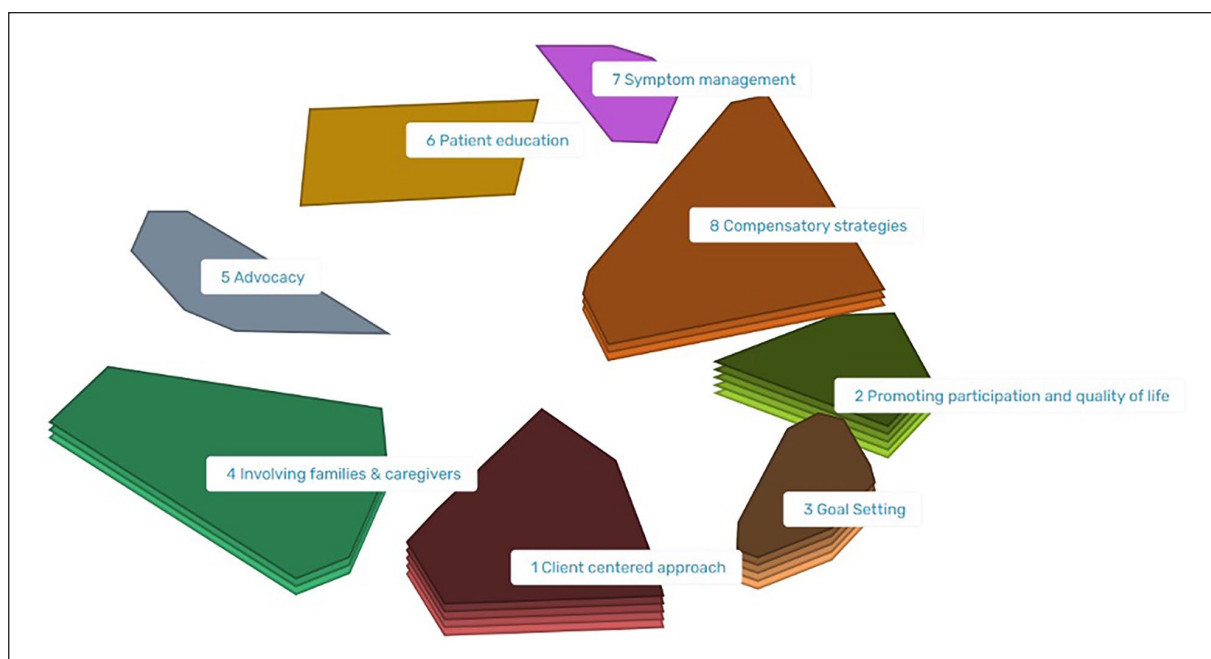 7 Symptom management
6 Patient education
8 Compensatory strategies
5 Advocacy
2 Promoting participation and quality of life
4 Involving families & caregivers
3 Goal Setting
1 Client centered approach